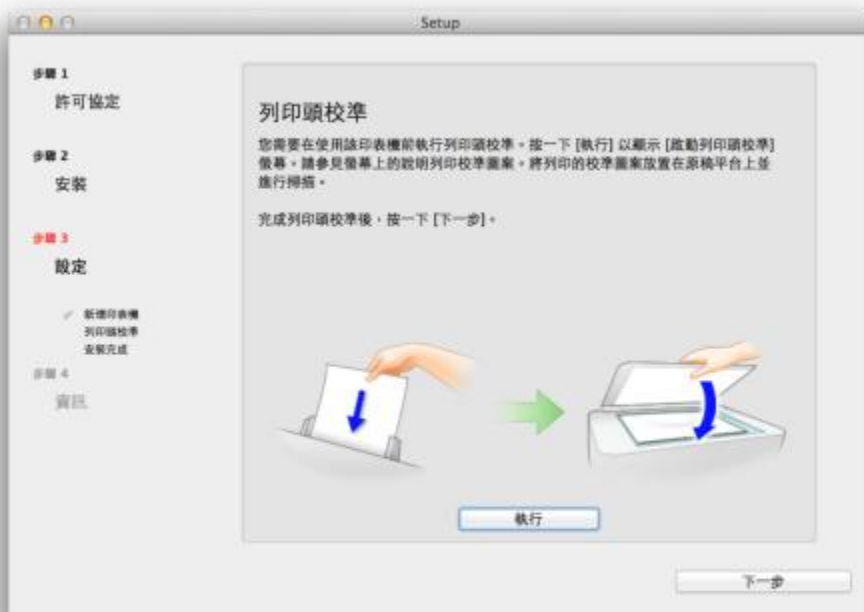 Setup
步驟 1
許可協定
步驟 2
安裝
步驟 3
設定
新增印表機
列印頭校準
安裝完成
步驟 4
資訊
列印頭校準
您需要在使用該印表機前執行列印頭校準。按一下 [執行] 以顯示 [啟動列印頭校準]
螢幕。請參見螢幕上的說明列印校準圖案。將列印的校準圖案放置在原稿平台上並
進行掃描。
完成列印頭校準後，按一下 [下一步]。
執行
下一步